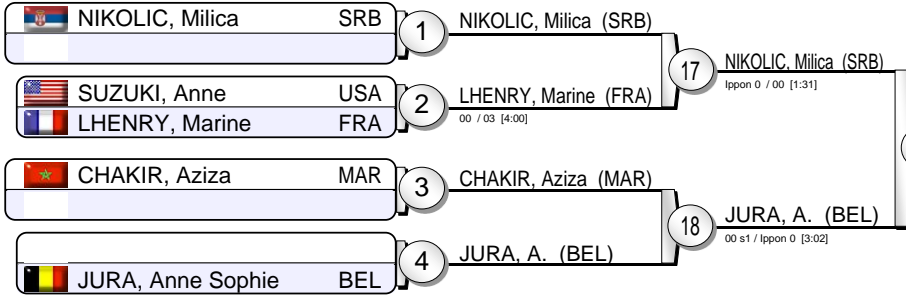 NIKOLIC, Milica SRB
1
NIKOLIC, Milica (SRB)
SUZUKI, Anne USA
LHENRY, Marine FRA
2
LHENRY, Marine (FRA)
00 / 03 [4:00]
17
NIKOLIC, Milica (SRB)
Ippon 0 / 00 [1:31]
CHAKIR, Aziza MAR
3
CHAKIR, Aziza (MAR)
JURA, Anne Sophie BEL
4
JURA, A. (BEL)
18
JURA, A. (BEL)
00 s1 / Ippon 0 [3:02]